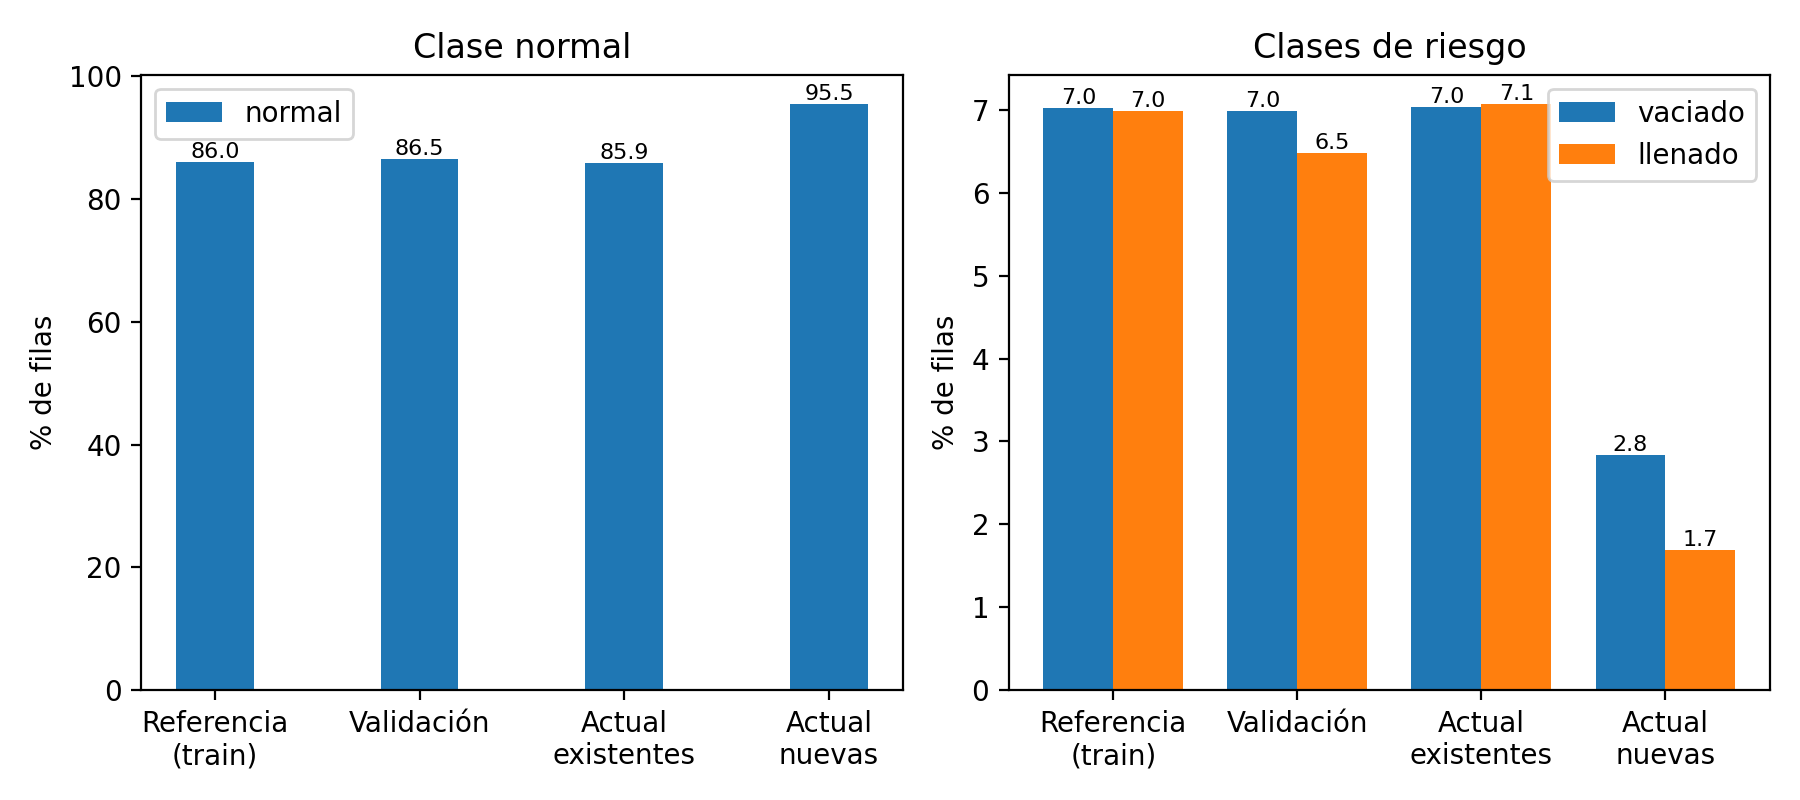 Clase normal
normal
100
80
60
40
20
0
% de filas
86.0
86.5
85.9
95.5
Referencia
(train)
Validación
Actual
existentes
Actual
nuevas
Clases de riesgo
vaciado
llenado
7
6
5
4
3
2
1
0
% de filas
7.0
7.0
7.0
6.5
7.0
7.1
2.8
1.7
Referencia
(train)
Validación
Actual
existentes
Actual
nuevas